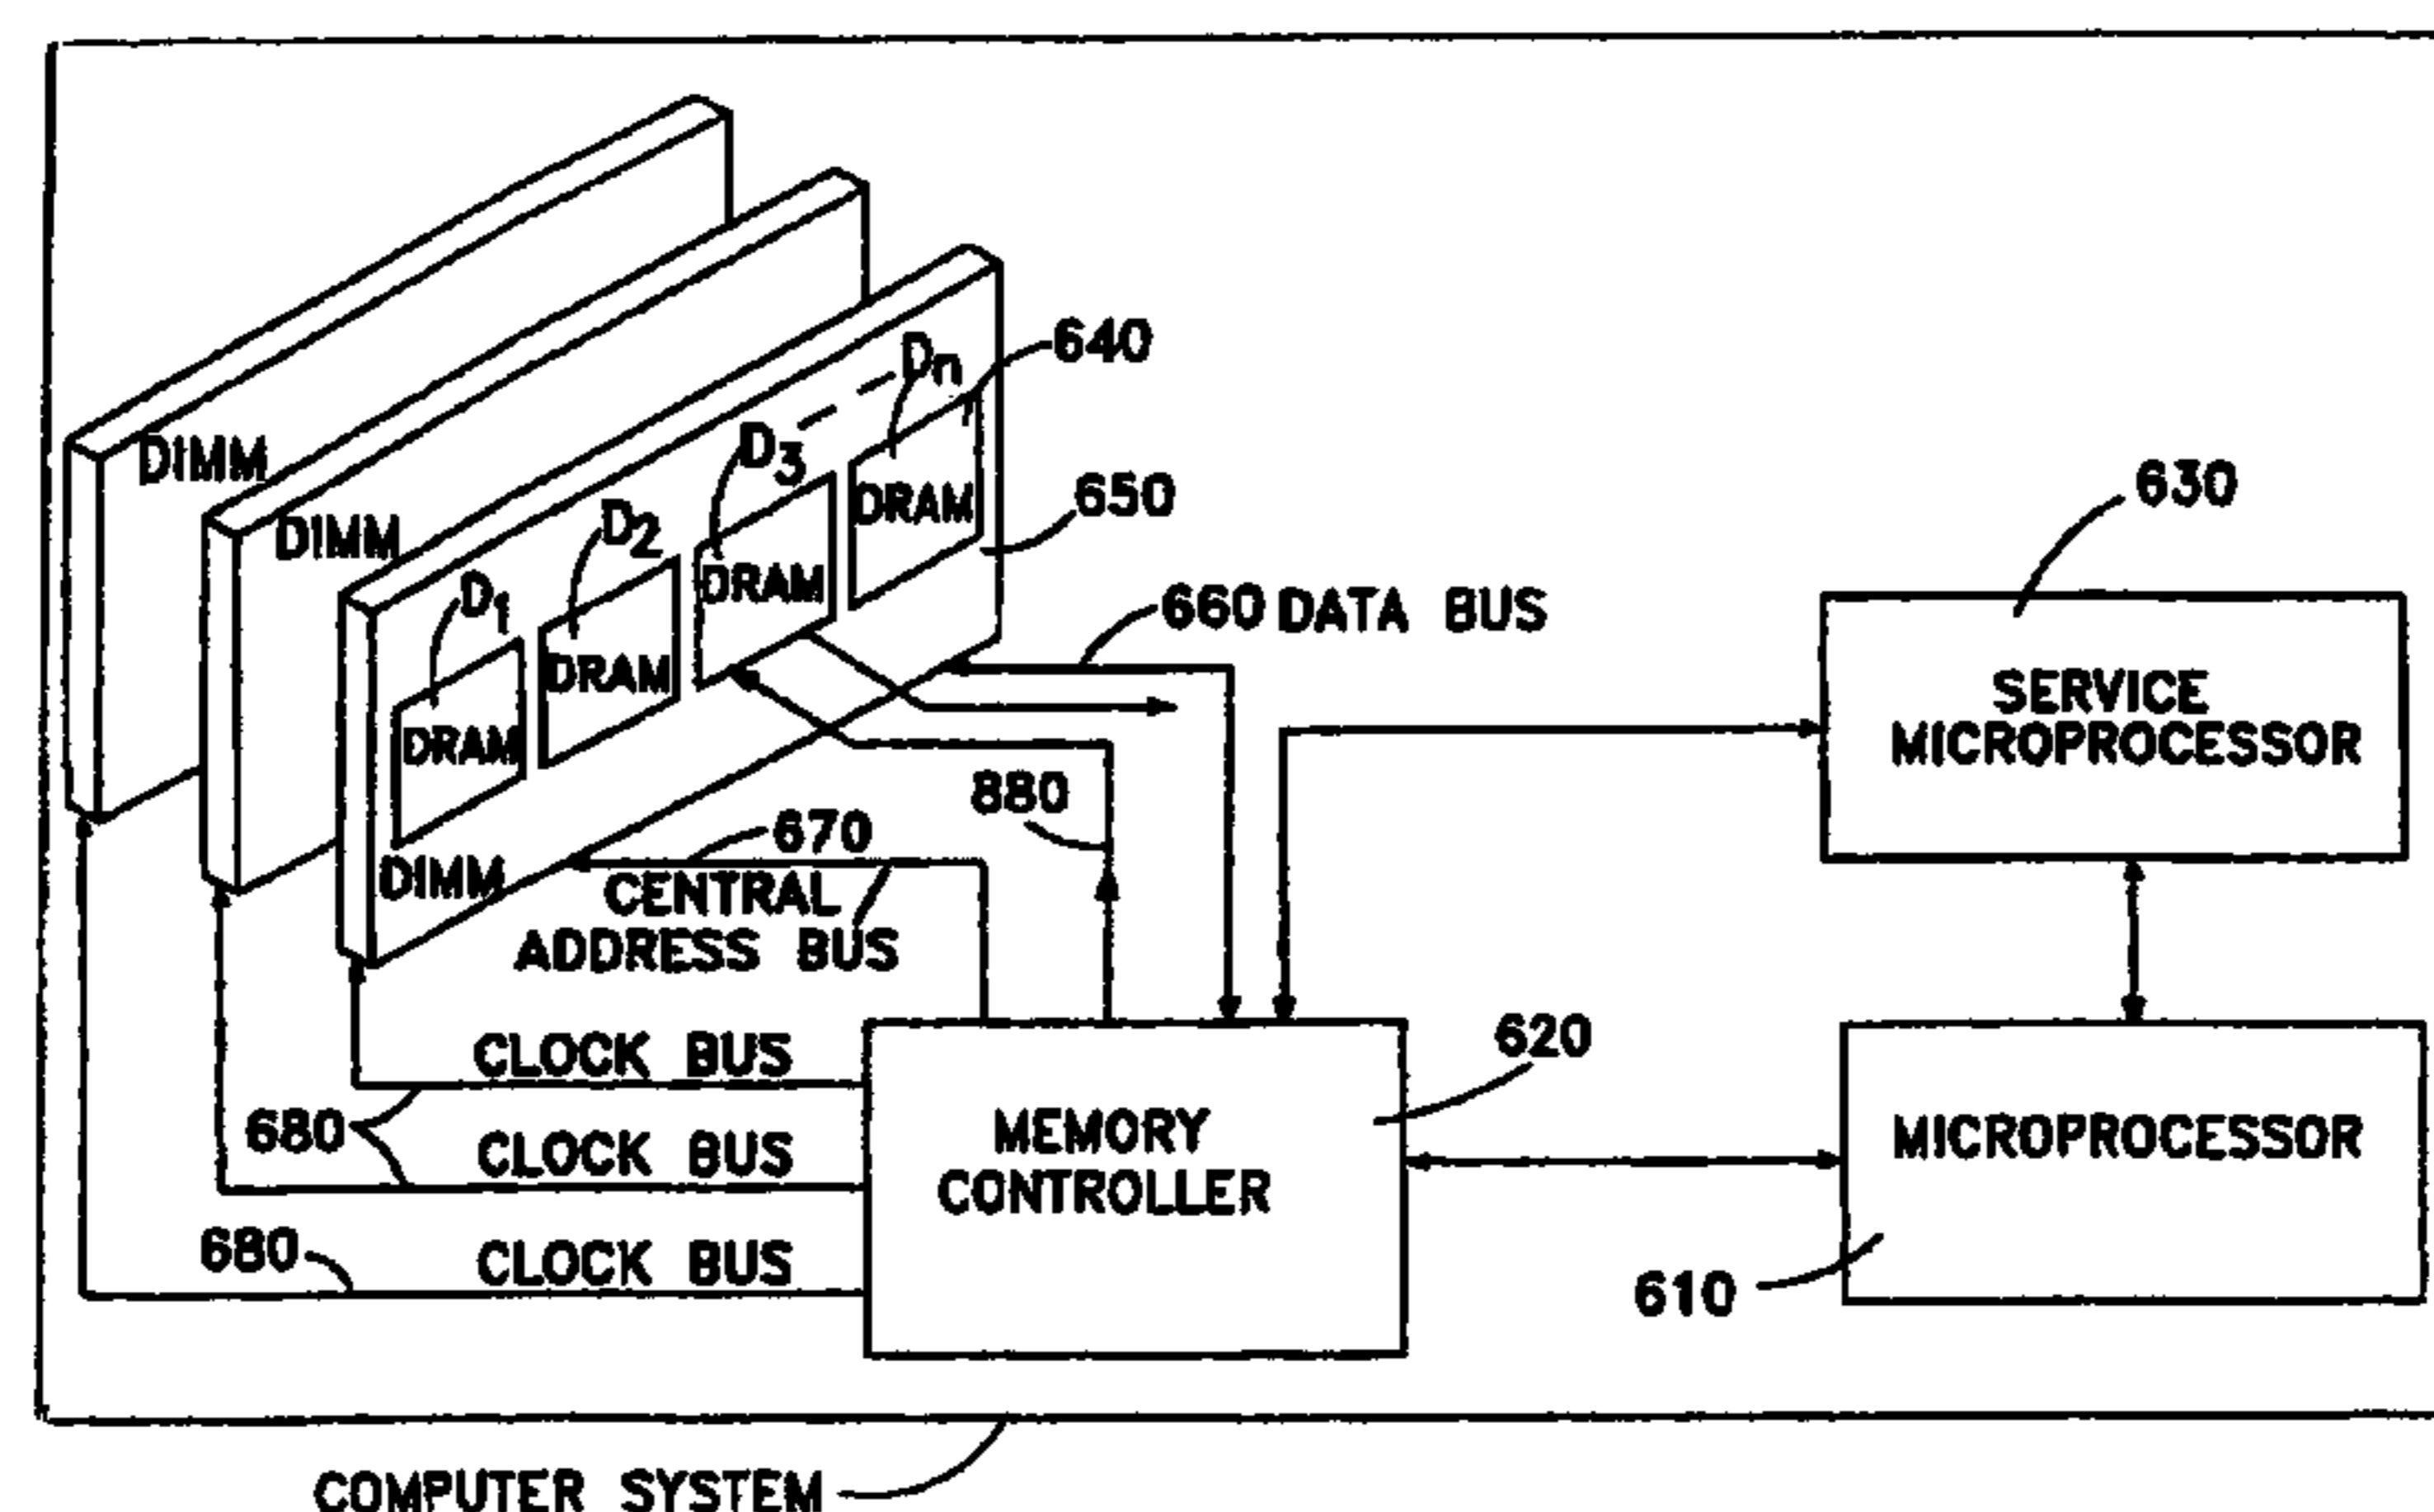 Dn
640
D3
DIMM
D2
DRAM
650
630
DIMM
DRAM
D1
660 DATA BUS
DRAM
SERVICE
MICROPROCESSOR
DRAM
880
670
DIMM
CENTRAL
ADDRESS BUS
CLOCK BUS
620
680
MEMORY
CONTROLLER
CLOCK BUS
MICROPROCESSOR
680
CLOCK BUS
610
COMPUTER SYSTEM